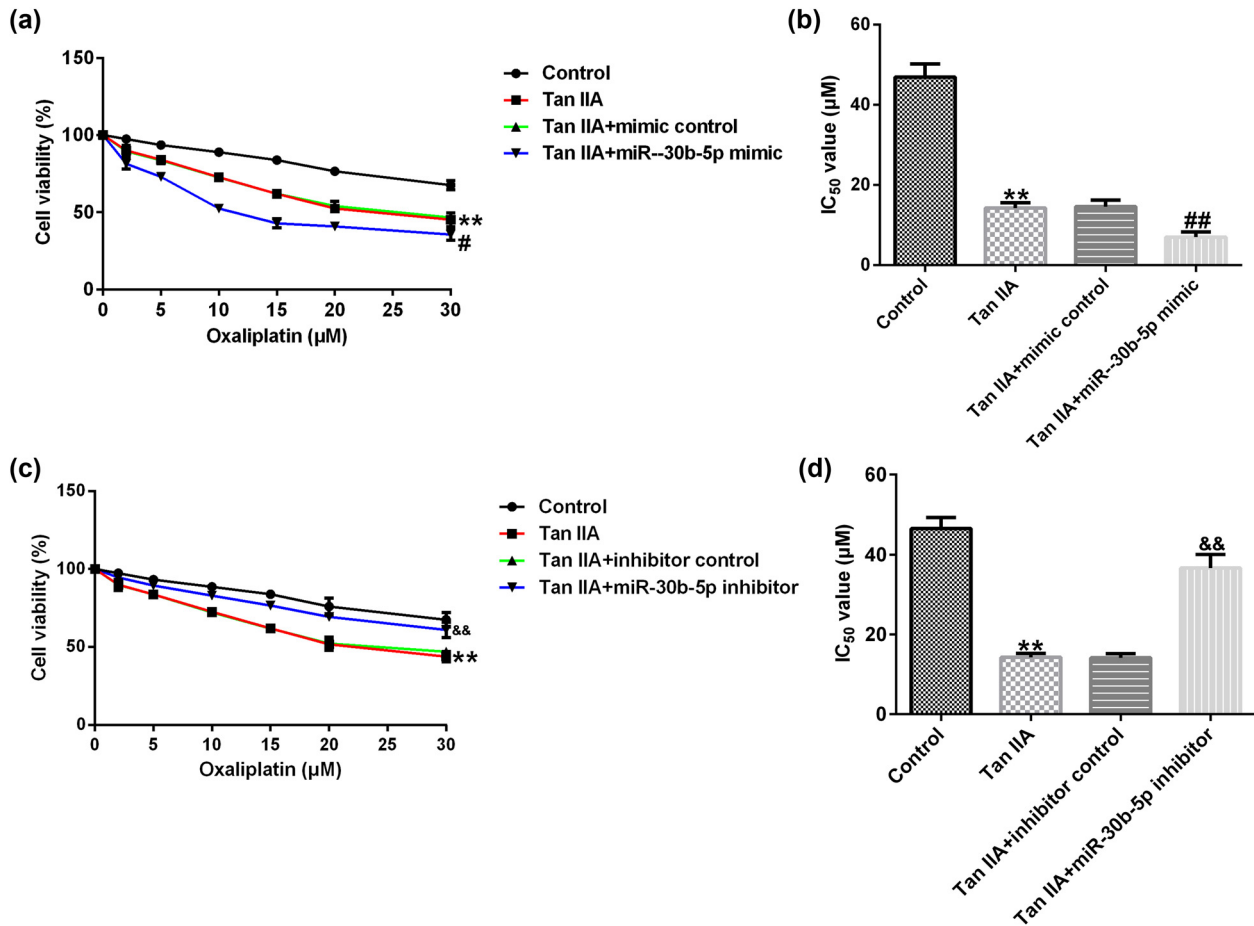 (a)
150
100
50
0
Cell viability (%)
0 5 10 15 20 25 30
Oxaliplatin (µM)
Control
Tan IIA
Tan IIA+mimic control
Tan IIA+miR--30b-5p mimic
**
#
(b)
60
40
20
0
IC50 value (µM)
**
##
Control
Tan IIA
Tan IIA+mimic control
Tan IIA+miR--30b-5p mimic
(c)
150
100
50
0
Cell viability (%)
0 5 10 15 20 25 30
Oxaliplatin (µM)
Control
Tan IIA
Tan IIA+inhibitor control
Tan IIA+miR-30b-5p inhibitor
&&
**
(d)
60
40
20
0
IC50 value (µM)
**
&&
Control
Tan IIA
Tan IIA+inhibitor control
Tan IIA+miR-30b-5p inhibitor